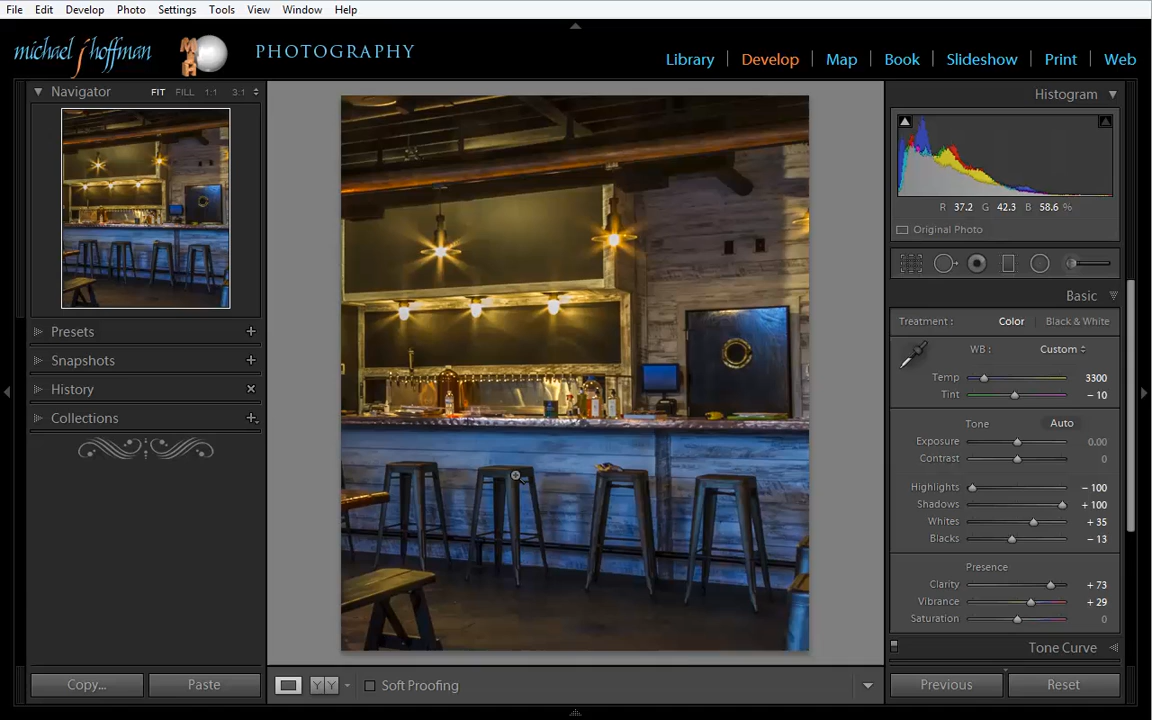 File Edit Develop Photo Settings Tools View Window Help
michael j hoffman PHOTOGRAPHY
Library Develop Map Book Slideshow Print Web
Navigator FIT FILL 1:1 3:1
Histogram
R 37.2 G 42.3 B 58.6 %
Original Photo
Basic
Treatment : Color Black & White
WB : Custom
Temp 3300
Tint - 10
Tone Auto
Exposure 0.00
Contrast 0
Highlights - 100
Shadows + 100
Whites + 35
Blacks - 13
Presence
Clarity + 73
Vibrance + 29
Saturation 0
Tone Curve
Presets
Snapshots
History
Collections
Copy... Paste
Y Y Soft Proofing
Previous Reset